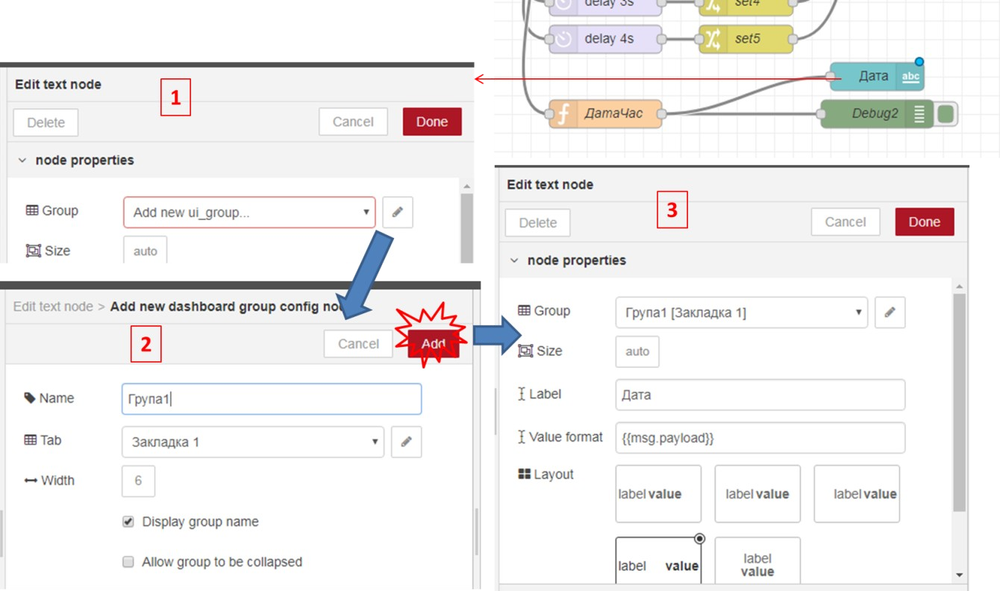 delay 3s
set4
delay 4s
set5
Дата
abc
ДатаЧас
Debug2
Edit text node
1
Delete
Cancel
Done
node properties
Group
Add new ui_group...
Size
auto
Edit text node > Add new dashboard group config no
2
Cancel
Add
Name
Група1
Tab
Закладка 1
Width
6
Display group name
Allow group to be collapsed
Edit text node
3
Delete
Cancel
Done
node properties
Group
Група1 [Закладка 1]
Size
auto
Label
Дата
Value format
{{msg.payload}}
Layout
label value
label value
label value
label value
label
value